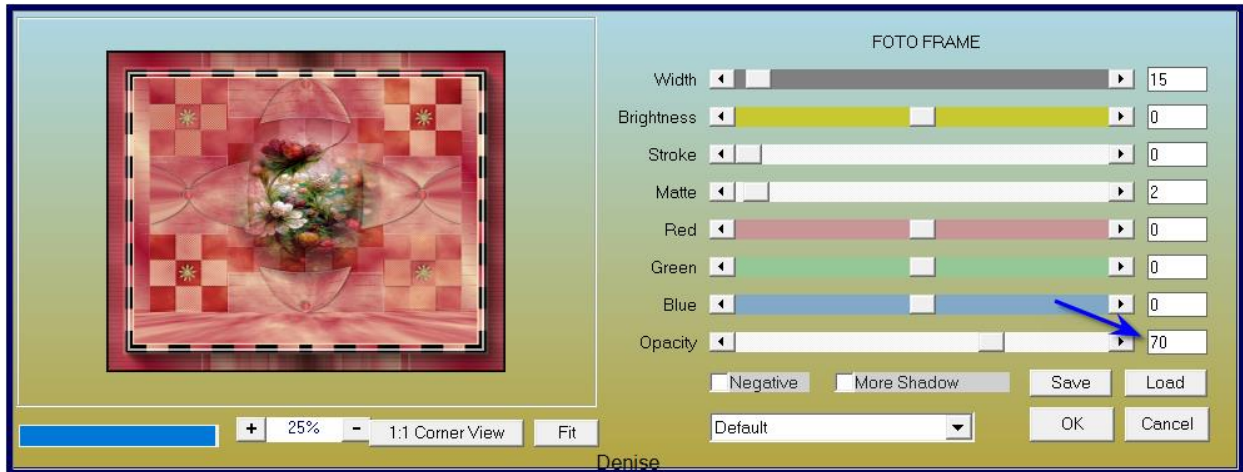 FOTO FRAME
Width 15
Brightness 0
Stroke 0
Matte 2
Red 0
Green 0
Blue 0
Opacity 70
Negative More Shadow Save Load
+ 25% - 1:1 Corner View Fit
Default OK Cancel
Denise